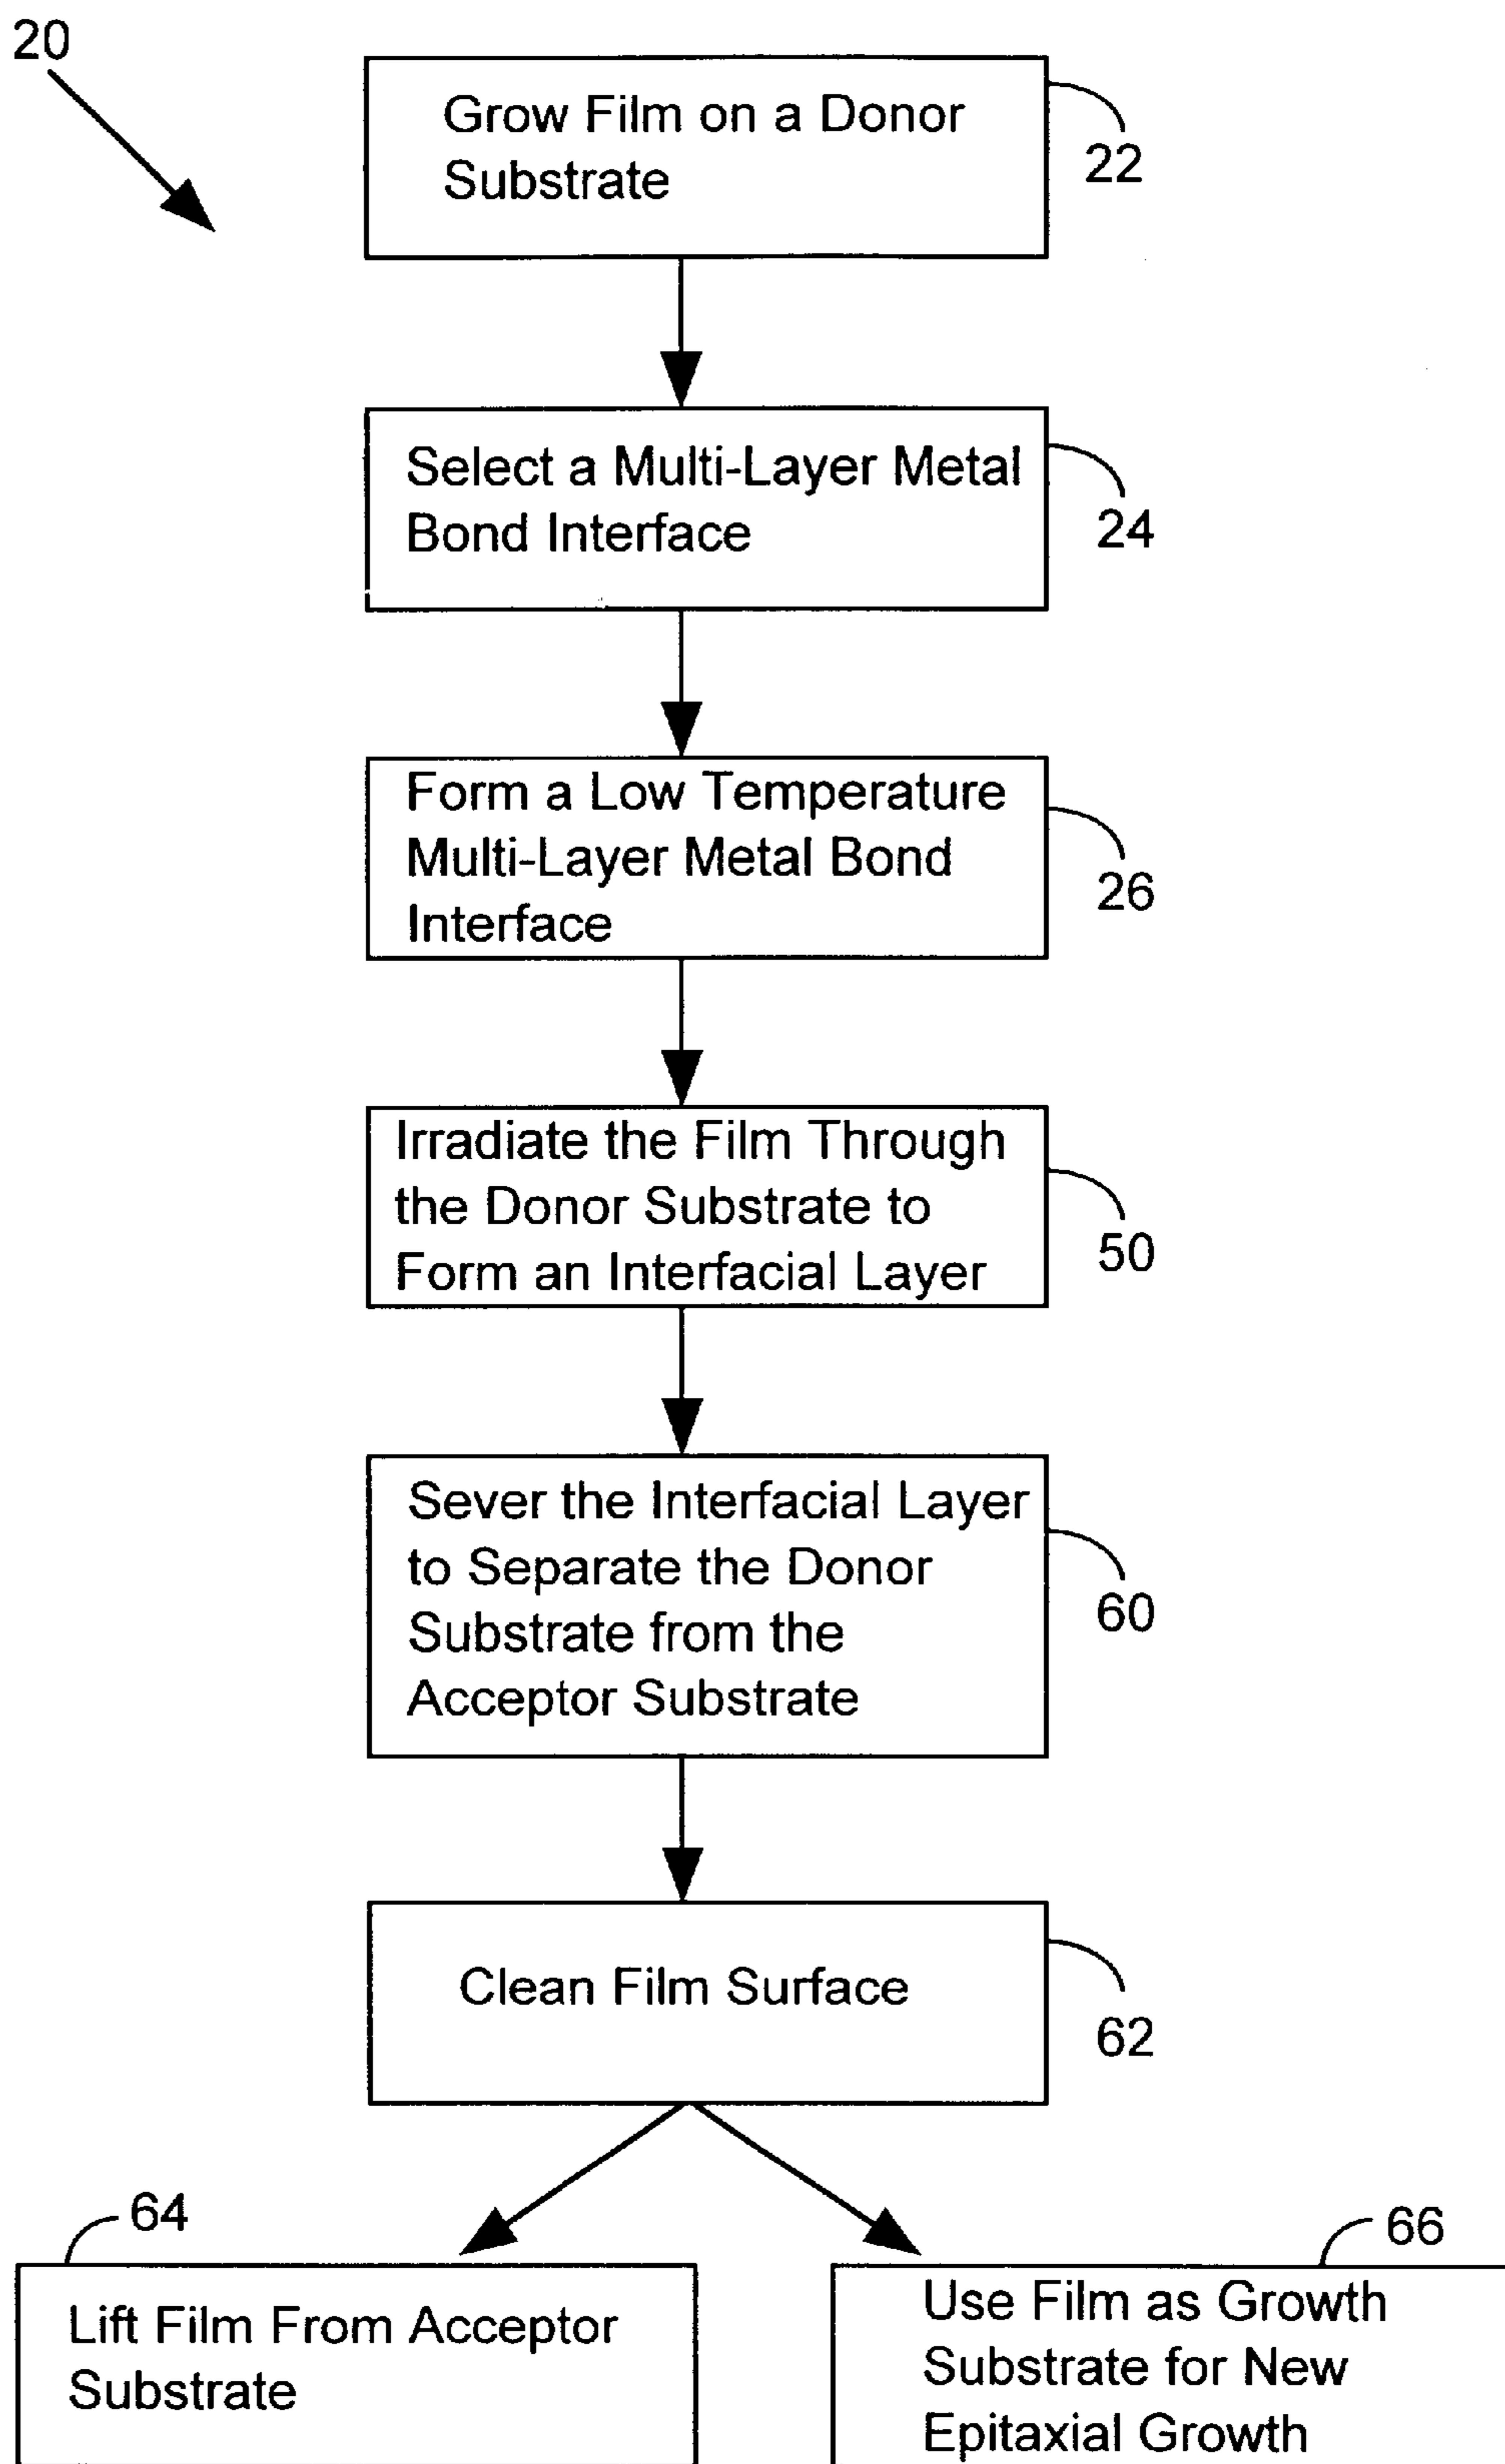 20
Grow Film on a Donor
Substrate
22
Select a Multi-Layer Metal
Bond Interface
24
Form a Low Temperature
Multi-Layer Metal Bond
Interface
26
Irradiate the Film Through
the Donor Substrate to
Form an Interfacial Layer
50
Sever the Interfacial Layer
to Separate the Donor
Substrate from the
Acceptor Substrate
60
Clean Film Surface
62
64
Lift Film From Acceptor
Substrate
66
Use Film as Growth
Substrate for New
Epitaxial Growth